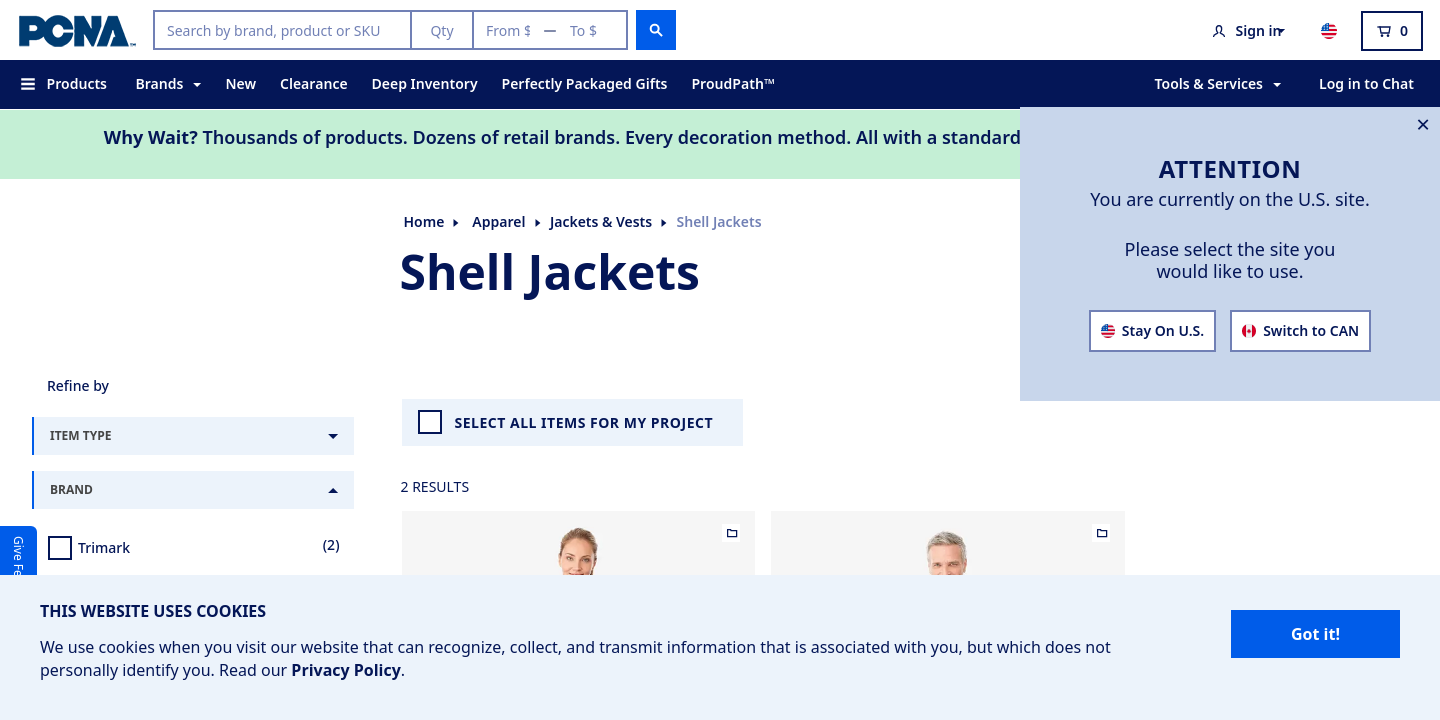 PCNA™
Search by brand, product or SKU
Qty
From $ — To $
Sign in
0
Products
Brands
New
Clearance
Deep Inventory
Perfectly Packaged Gifts
ProudPath™
Tools & Services
Log in to Chat
Why Wait? Thousands of products. Dozens of retail brands. Every decoration method. All with a standard
ATTENTION
You are currently on the U.S. site.
Please select the site you
would like to use.
Stay On U.S.
Switch to CAN
Home
Apparel
Jackets & Vests
Shell Jackets
Shell Jackets
Refine by
ITEM TYPE
BRAND
Trimark
(2)
SELECT ALL ITEMS FOR MY PROJECT
2 RESULTS
Give Fe
THIS WEBSITE USES COOKIES
We use cookies when you visit our website that can recognize, collect, and transmit information that is associated with you, but which does not
personally identify you. Read our Privacy Policy.
Got it!